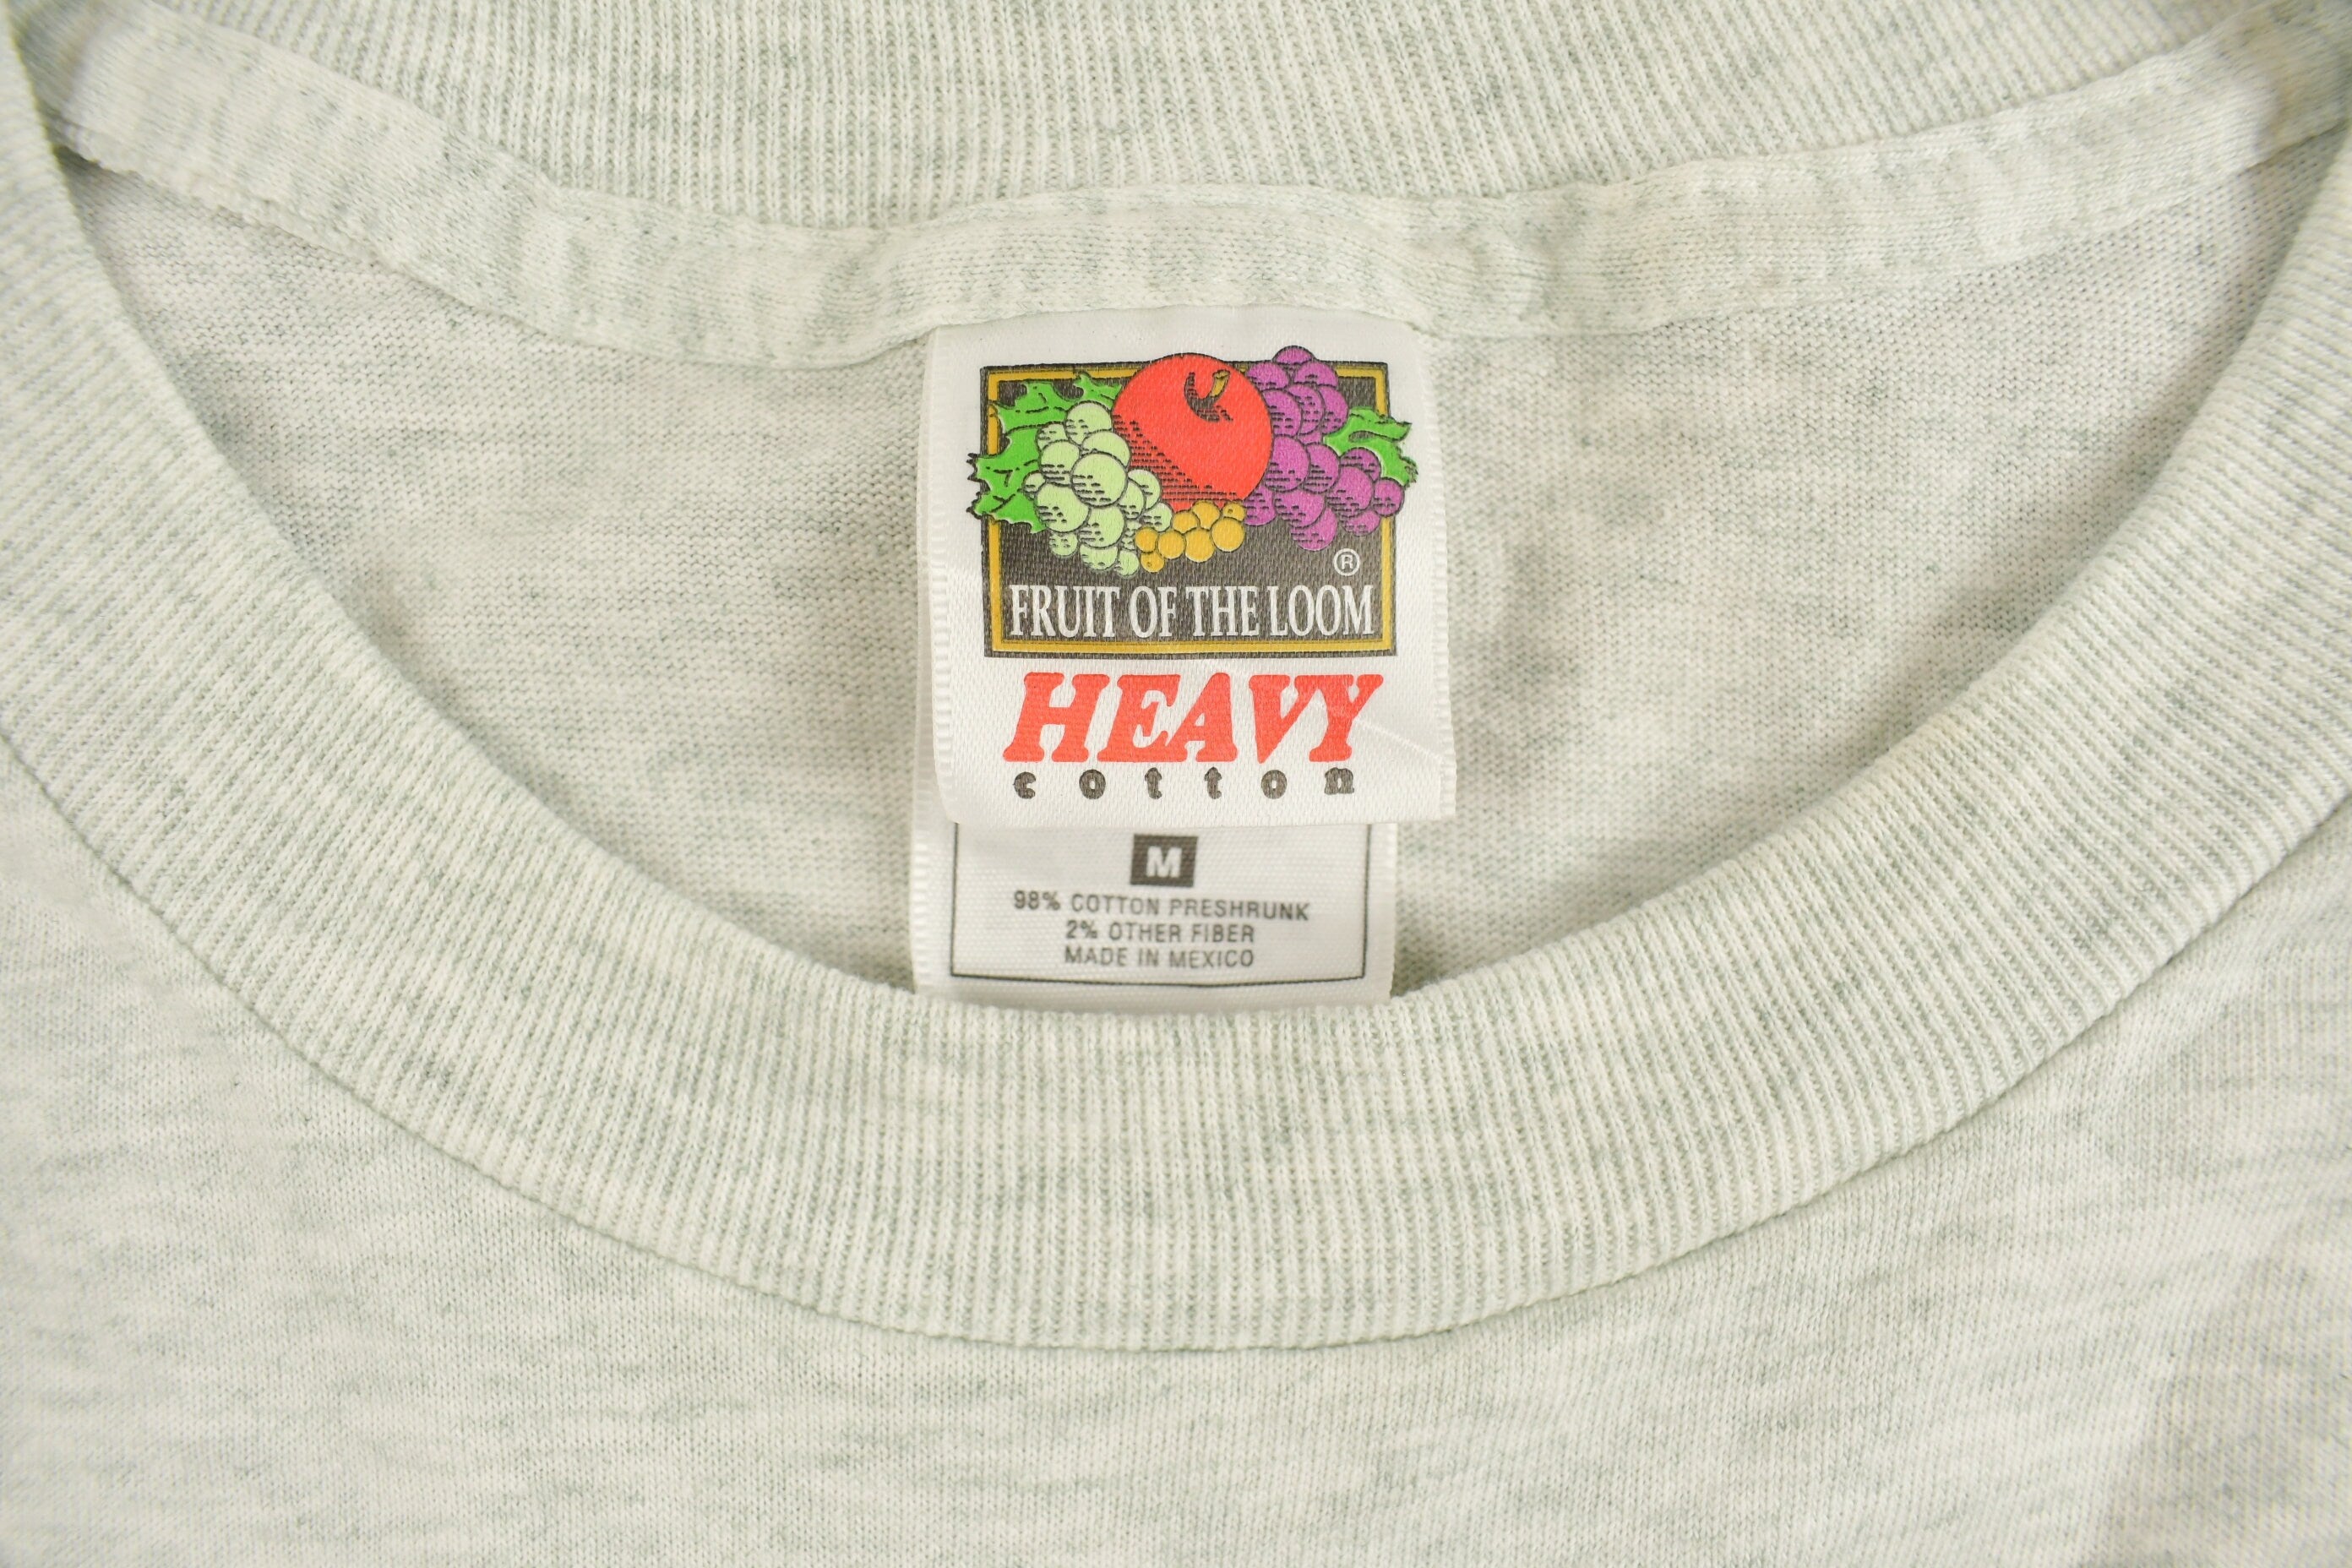 ®
FRUIT OF THE LOOM
HEAVY
cotton
M
98% COTTON PRESHRUNK
2% OTHER FIBER
MADE IN MEXICO